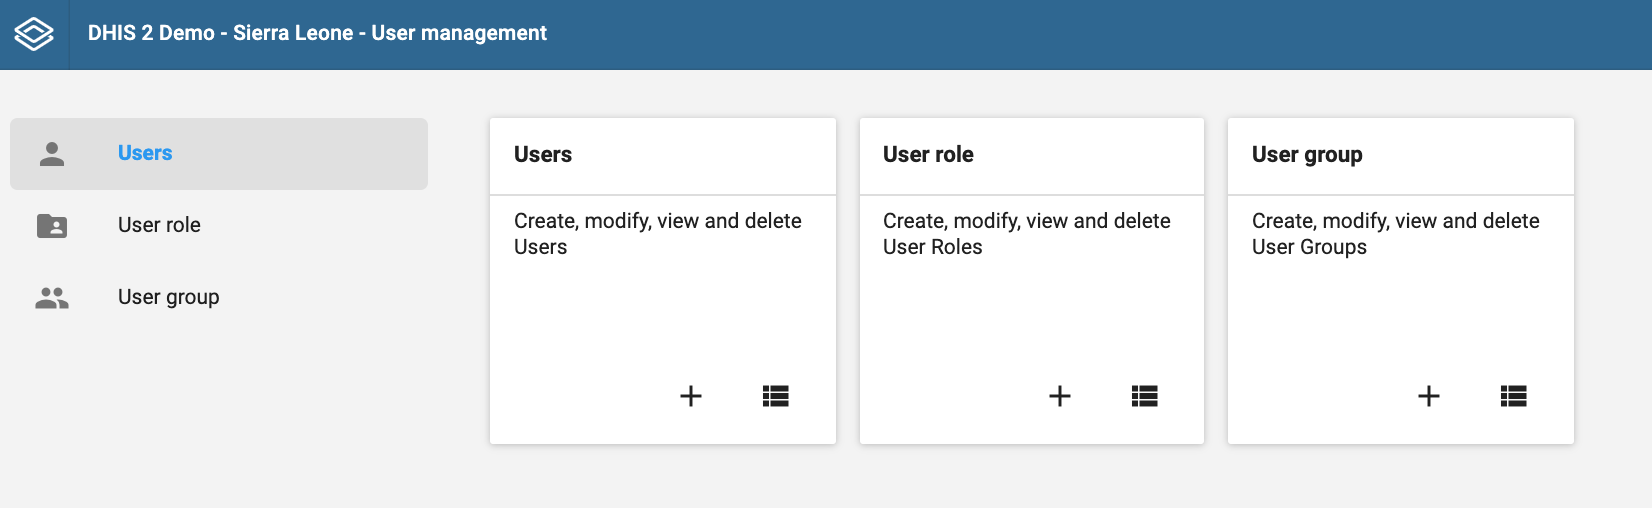 DHIS 2 Demo - Sierra Leone - User management
Users
User role
User group
Users
Create, modify, view and delete
Users
User role
Create, modify, view and delete
User Roles
User group
Create, modify, view and delete
User Groups